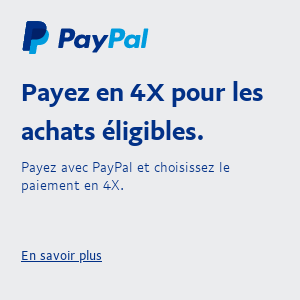 PayPal
Payez en 4X pour les
achats éligibles.
Payez avec PayPal et choisissez le
paiement en 4X.
En savoir plus